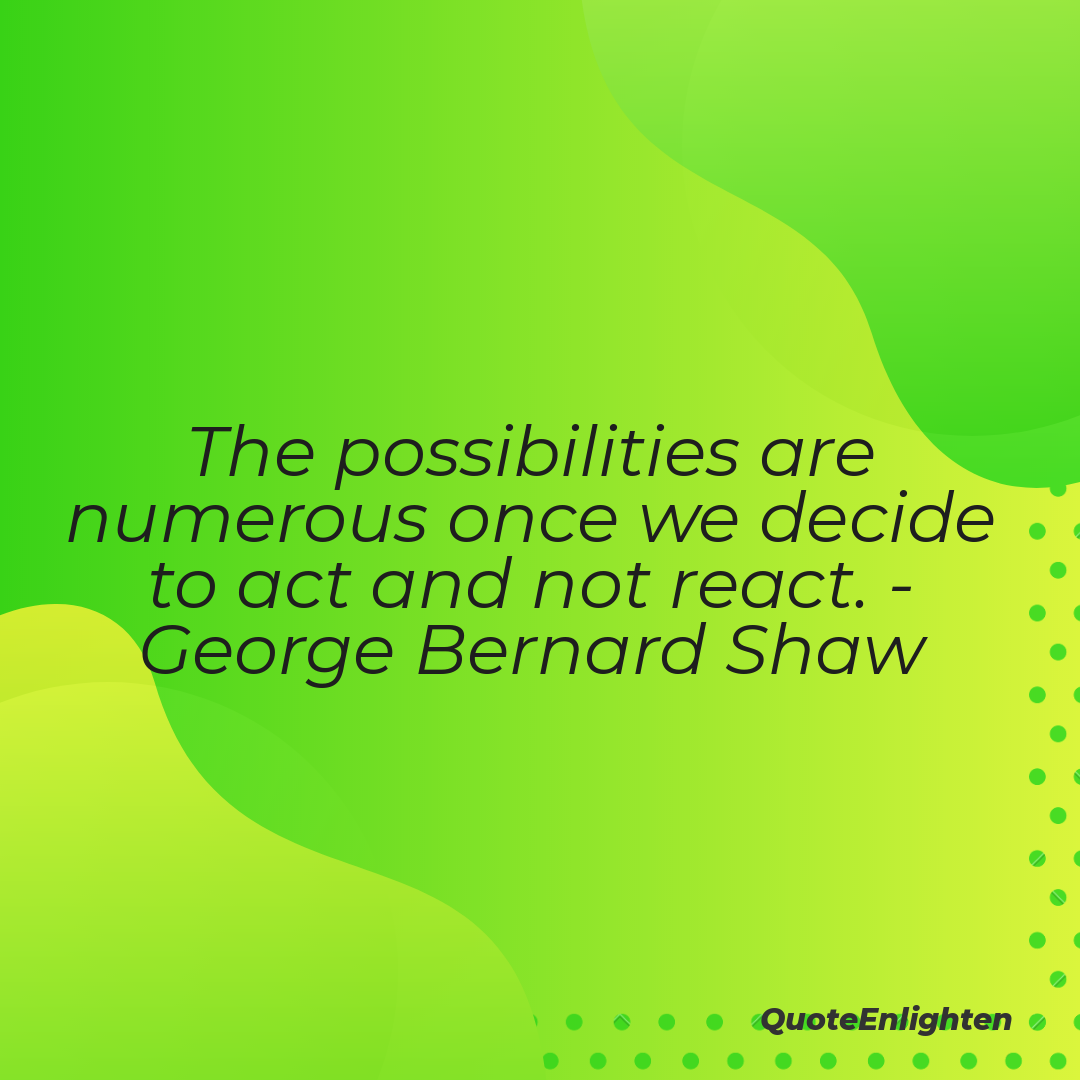 The possibilities are
numerous once we decide
to act and not react. -
George Bernard Shaw
QuoteEnlighten